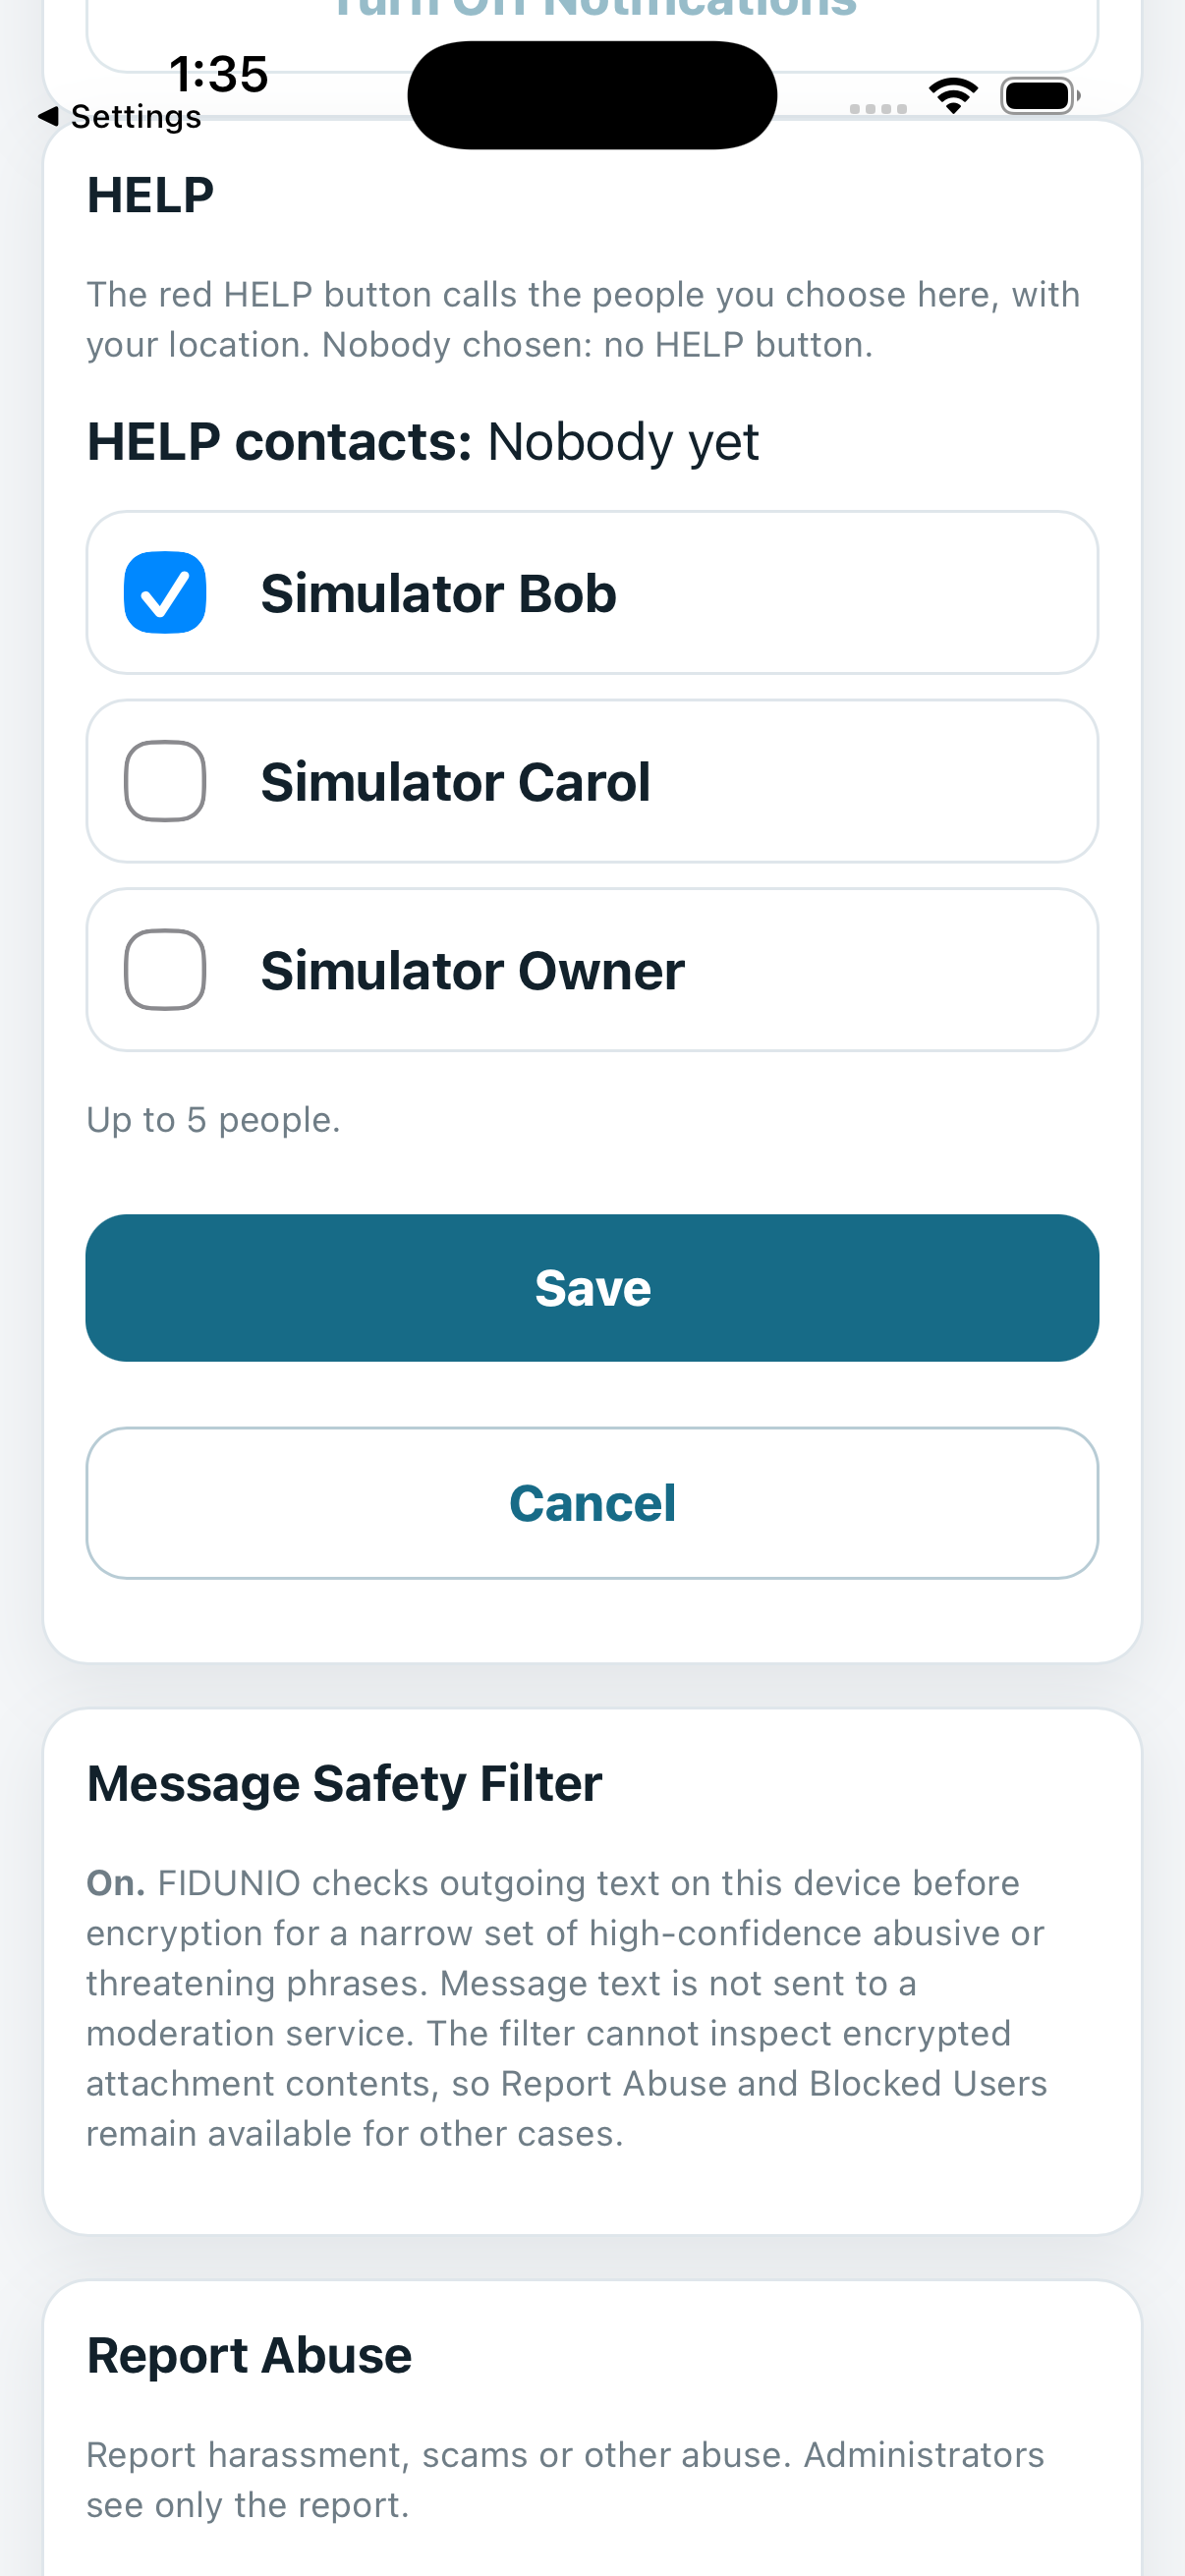 Turn Off Notifications
1:35
◀ Settings
HELP
The red HELP button calls the people you choose here, with
your location. Nobody chosen: no HELP button.
HELP contacts: Nobody yet
Simulator Bob
Simulator Carol
Simulator Owner
Up to 5 people.
Save
Cancel
Message Safety Filter
On. FIDUNIO checks outgoing text on this device before
encryption for a narrow set of high-confidence abusive or
threatening phrases. Message text is not sent to a
moderation service. The filter cannot inspect encrypted
attachment contents, so Report Abuse and Blocked Users
remain available for other cases.
Report Abuse
Report harassment, scams or other abuse. Administrators
see only the report.